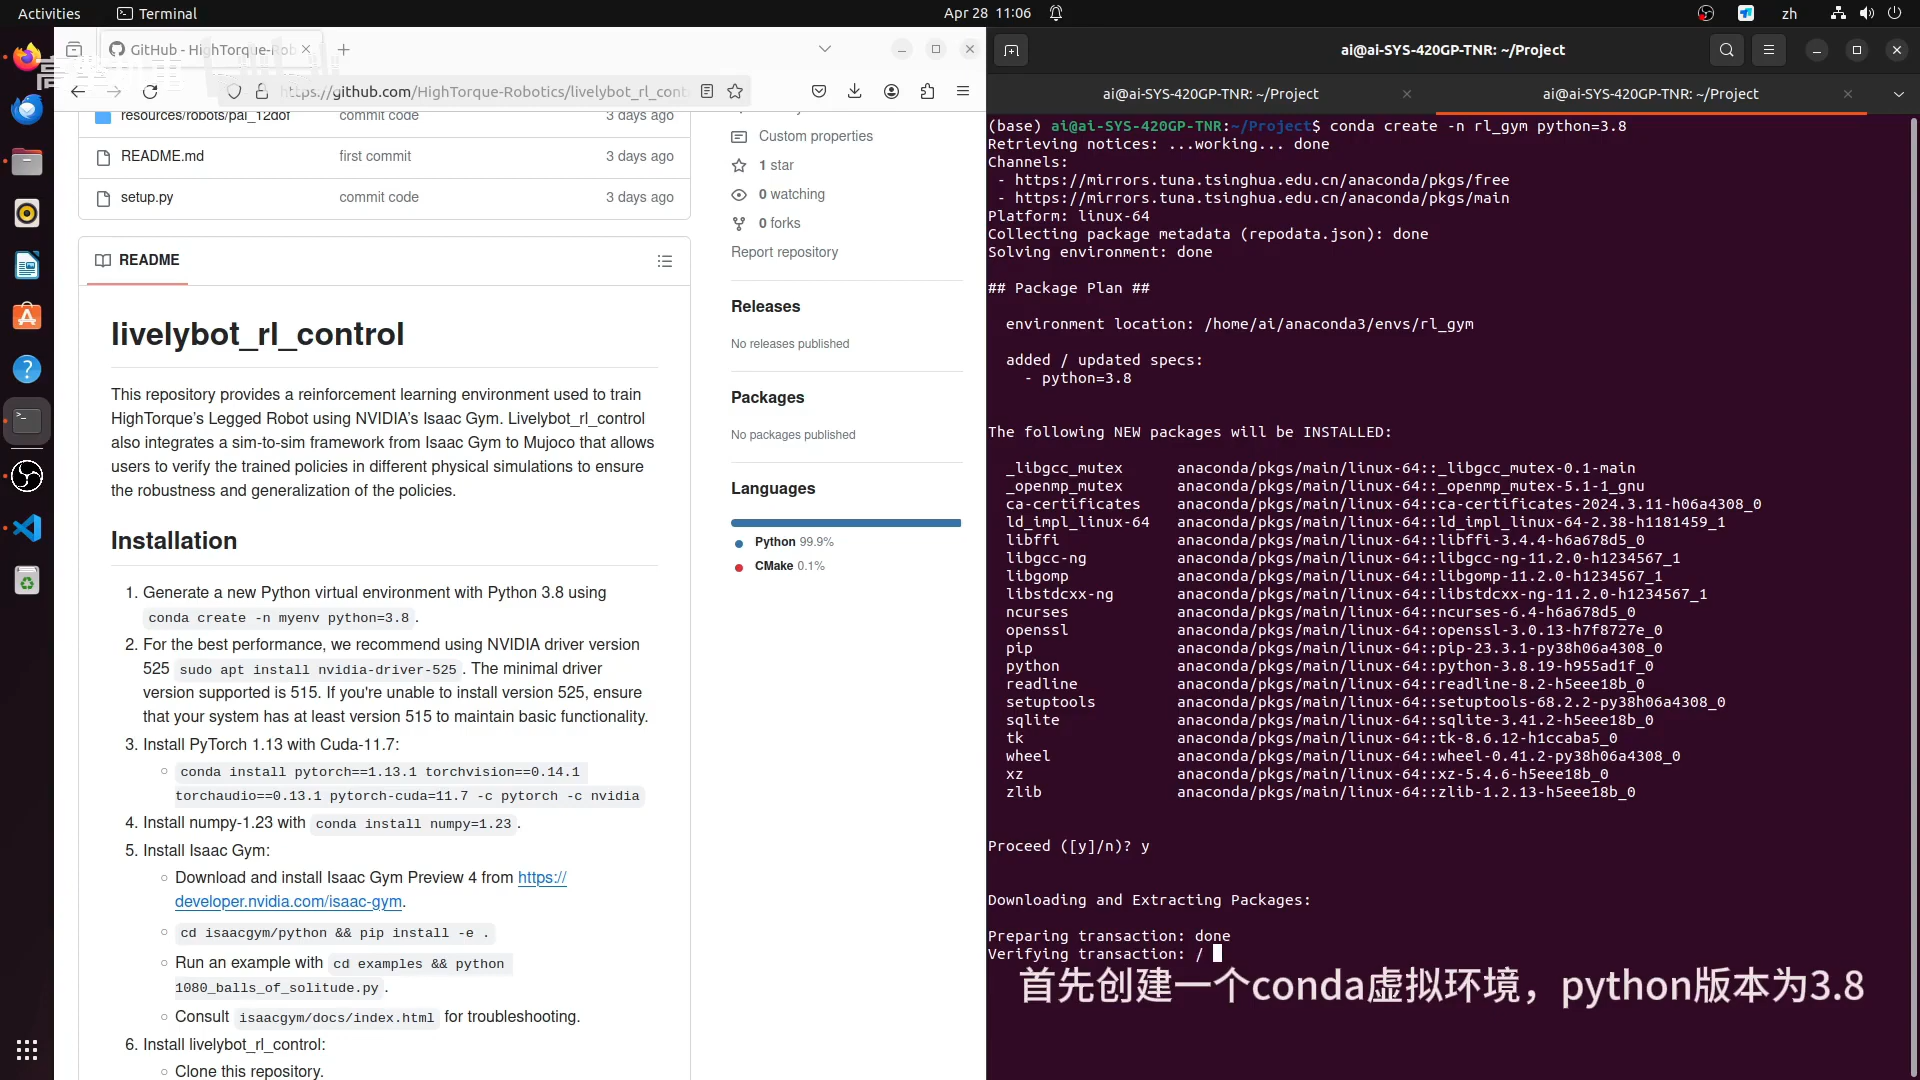 Activities
Terminal
Apr 28 11:06
zh
GitHub - HighTorque-Rob
https://github.com/HighTorque-Robotics/livelybot_rl_cont
resources/robots/pai_12dof
commit code
3 days ago
README.md
first commit
3 days ago
setup.py
commit code
3 days ago
README
livelybot_rl_control
This repository provides a reinforcement learning environment used to train
HighTorque’s Legged Robot using NVIDIA’s Isaac Gym. Livelybot_rl_control
also integrates a sim-to-sim framework from Isaac Gym to Mujoco that allows
users to verify the trained policies in different physical simulations to ensure
the robustness and generalization of the policies.
Installation
1. Generate a new Python virtual environment with Python 3.8 using
conda create -n myenv python=3.8 .
2. For the best performance, we recommend using NVIDIA driver version
525 sudo apt install nvidia-driver-525 . The minimal driver
version supported is 515. If you're unable to install version 525, ensure
that your system has at least version 515 to maintain basic functionality.
3. Install PyTorch 1.13 with Cuda-11.7:
conda install pytorch==1.13.1 torchvision==0.14.1
torchaudio==0.13.1 pytorch-cuda=11.7 -c pytorch -c nvidia
4. Install numpy-1.23 with conda install numpy=1.23 .
5. Install Isaac Gym:
Download and install Isaac Gym Preview 4 from https://
developer.nvidia.com/isaac-gym.
cd isaacgym/python && pip install -e .
Run an example with cd examples && python
1080_balls_of_solitude.py .
Consult isaacgym/docs/index.html for troubleshooting.
6. Install livelybot_rl_control:
Clone this repository.
Custom properties
1 star
0 watching
0 forks
Report repository
Releases
No releases published
Packages
No packages published
Languages
Python 99.9%
CMake 0.1%
ai@ai-SYS-420GP-TNR: ~/Project
ai@ai-SYS-420GP-TNR: ~/Project
ai@ai-SYS-420GP-TNR: ~/Project
(base) ai@ai-SYS-420GP-TNR:~/Project$ conda create -n rl_gym python=3.8
Retrieving notices: ...working... done
Channels:
- https://mirrors.tuna.tsinghua.edu.cn/anaconda/pkgs/free
- https://mirrors.tuna.tsinghua.edu.cn/anaconda/pkgs/main
Platform: linux-64
Collecting package metadata (repodata.json): done
Solving environment: done
## Package Plan ##
environment location: /home/ai/anaconda3/envs/rl_gym
added / updated specs:
- python=3.8
The following NEW packages will be INSTALLED:
_libgcc_mutex anaconda/pkgs/main/linux-64::_libgcc_mutex-0.1-main
_openmp_mutex anaconda/pkgs/main/linux-64::_openmp_mutex-5.1-1_gnu
ca-certificates anaconda/pkgs/main/linux-64::ca-certificates-2024.3.11-h06a4308_0
ld_impl_linux-64 anaconda/pkgs/main/linux-64::ld_impl_linux-64-2.38-h1181459_1
libffi anaconda/pkgs/main/linux-64::libffi-3.4.4-h6a678d5_0
libgcc-ng anaconda/pkgs/main/linux-64::libgcc-ng-11.2.0-h1234567_1
libgomp anaconda/pkgs/main/linux-64::libgomp-11.2.0-h1234567_1
libstdcxx-ng anaconda/pkgs/main/linux-64::libstdcxx-ng-11.2.0-h1234567_1
ncurses anaconda/pkgs/main/linux-64::ncurses-6.4-h6a678d5_0
openssl anaconda/pkgs/main/linux-64::openssl-3.0.13-h7f8727e_0
pip anaconda/pkgs/main/linux-64::pip-23.3.1-py38h06a4308_0
python anaconda/pkgs/main/linux-64::python-3.8.19-h955ad1f_0
readline anaconda/pkgs/main/linux-64::readline-8.2-h5eee18b_0
setuptools anaconda/pkgs/main/linux-64::setuptools-68.2.2-py38h06a4308_0
sqlite anaconda/pkgs/main/linux-64::sqlite-3.41.2-h5eee18b_0
tk anaconda/pkgs/main/linux-64::tk-8.6.12-h1ccaba5_0
wheel anaconda/pkgs/main/linux-64::wheel-0.41.2-py38h06a4308_0
xz anaconda/pkgs/main/linux-64::xz-5.4.6-h5eee18b_0
zlib anaconda/pkgs/main/linux-64::zlib-1.2.13-h5eee18b_0
Proceed ([y]/n)? y
Downloading and Extracting Packages:
Preparing transaction: done
Verifying transaction: /
首先创建一个conda虚拟环境，python版本为3.8